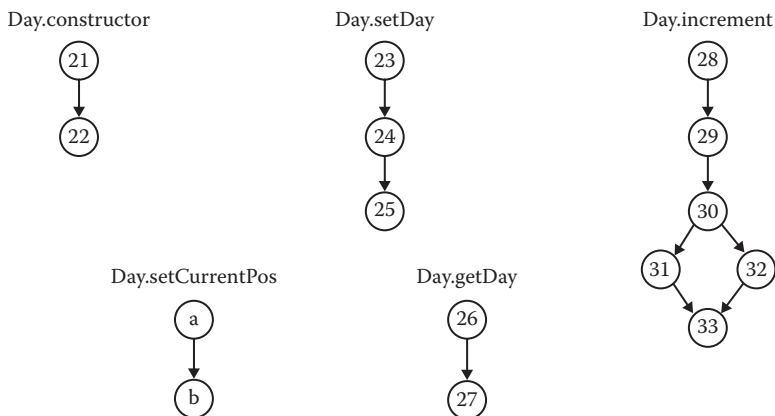 Day.constructor
Day.setDay
Day.increment
21
23
28
22
24
29
25
30
31
32
33
Day.setCurrentPos
Day.getDay
a
26
b
27